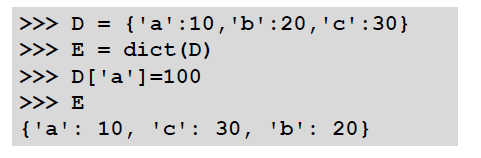 >>> D = {'a':10,'b':20,'c':30}
>>> E = dict(D)
>>> D['a']=100
>>> E
{'a': 10, 'c': 30, 'b': 20}